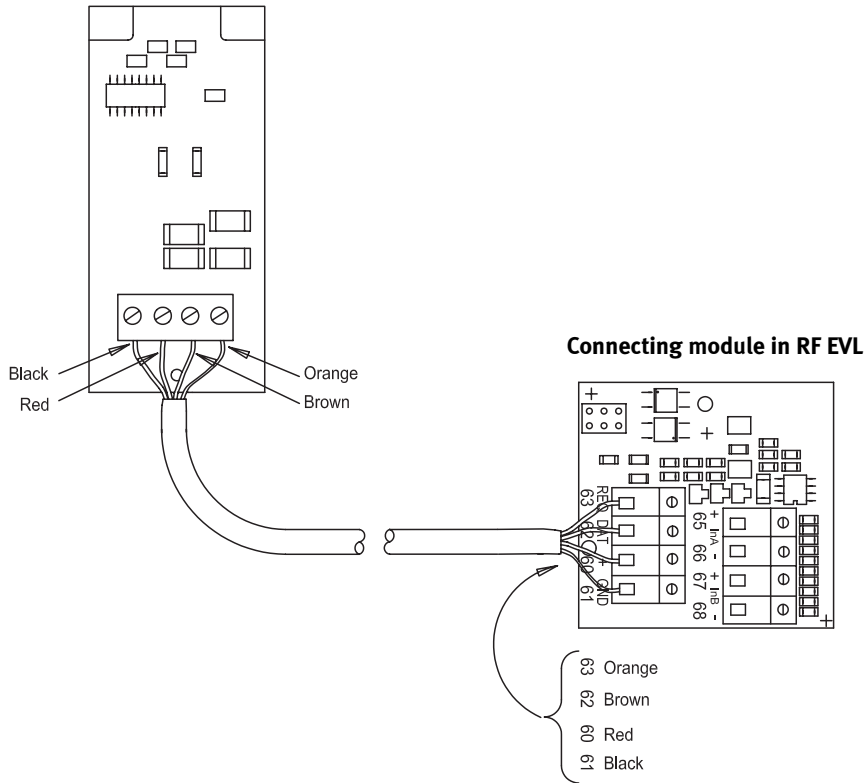 Black
Red
Orange
Brown
Connecting module in RF EVL
63 REQ
62 DAT
60 +
61 GND
65 +
InA
66 -
67 +
InB
68 -
63 Orange
62 Brown
60 Red
61 Black